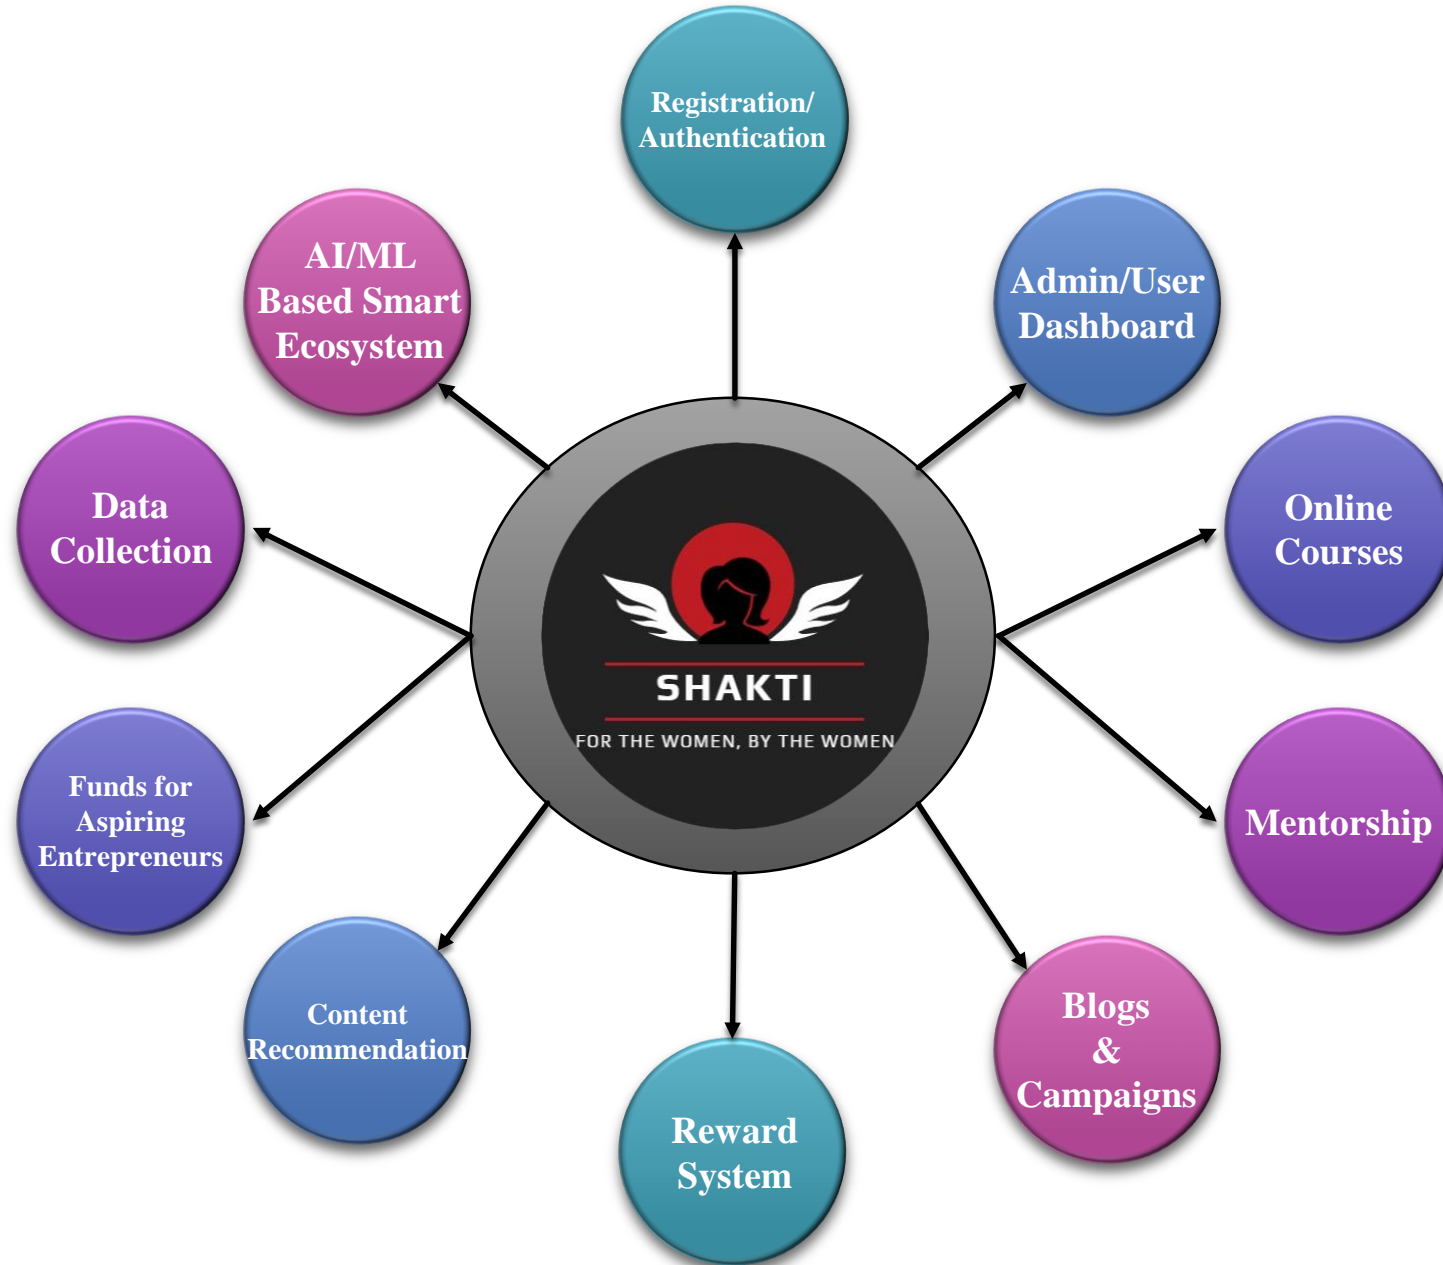 Registration/
Authentication
AI/ML
Based Smart
Ecosystem
Admin/User
Dashboard
Data
Collection
Online
Courses
SHAKTI
FOR THE WOMEN, BY THE WOMEN
Funds for
Aspiring
Entrepreneurs
Mentorship
Content
Recommendation
Blogs
&
Campaigns
Reward
System